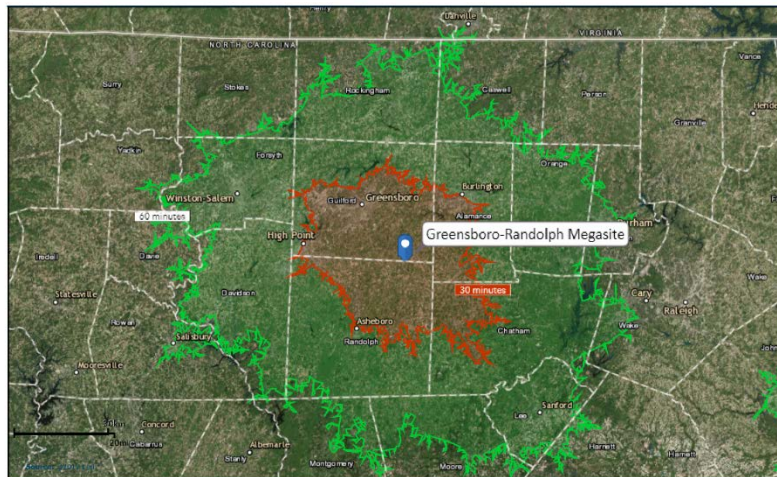 Danville
NORTH CAROLINA
VIRGINIA
Surry
Stokes
Rockingham
Caswell
Person
Vance
Granville
Yadkin
Forsyth
Orange
Winston-Salem
Guilford
Greensboro
Burlington
Alamance
60 minutes
Greensboro-Randolph Megasite
High Point
Iredell
Davie
Statesville
Davidson
30 minutes
Cary
Raleigh
Rowan
Asheboro
Randolph
Chatham
Wake
Salisbury
Mooresville
Sanford
Lee
Concord
Cabarrus
Albemarle
Stanly
Montgomery
Moore
Harnett
Harnett